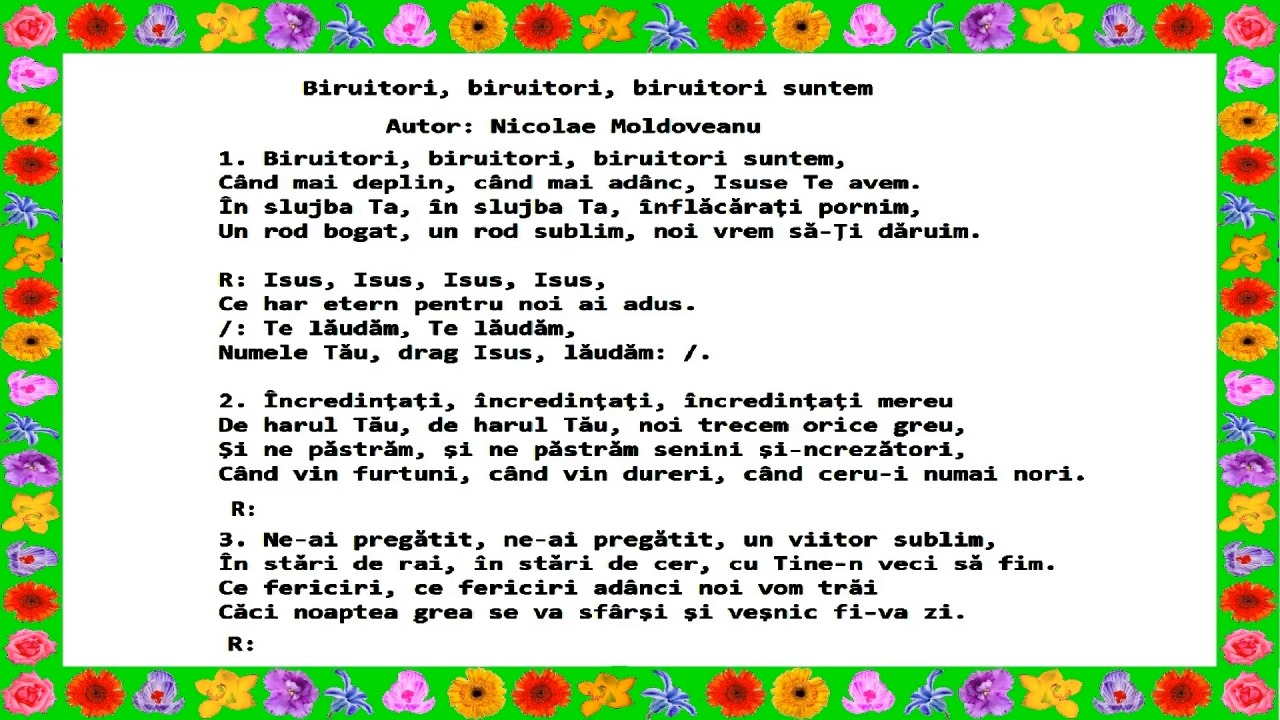 Biruitori, biruitori, biruitori suntem
Autor: Nicolae Moldoveanu
1. Biruitori, biruitori, biruitori suntem,
Când mai deplin, când mai adânc, Isuse Te avem.
În slujba Ta, în slujba Ta, înflăcăraţi pornim,
Un rod bogat, un rod sublim, noi vrem să-Ţi dăruim.
R: Isus, Isus, Isus, Isus,
Ce har etern pentru noi ai adus.
/: Te lăudăm, Te lăudăm,
Numele Tău, drag Isus, lăudăm: /.
2. Încredinţaţi, încredinţaţi, încredinţaţi mereu
De harul Tău, de harul Tău, noi trecem orice greu,
Şi ne păstrăm, şi ne păstrăm senini şi-ncrezători,
Când vin furtuni, când vin dureri, când ceru-i numai nori.
R:
3. Ne-ai pregătit, ne-ai pregătit, un viitor sublim,
În stări de rai, în stări de cer, cu Tine-n veci să fim.
Ce fericiri, ce fericiri adânci noi vom trăi
Căci noaptea grea se va sfârşi şi veşnic fi-va zi.
R: